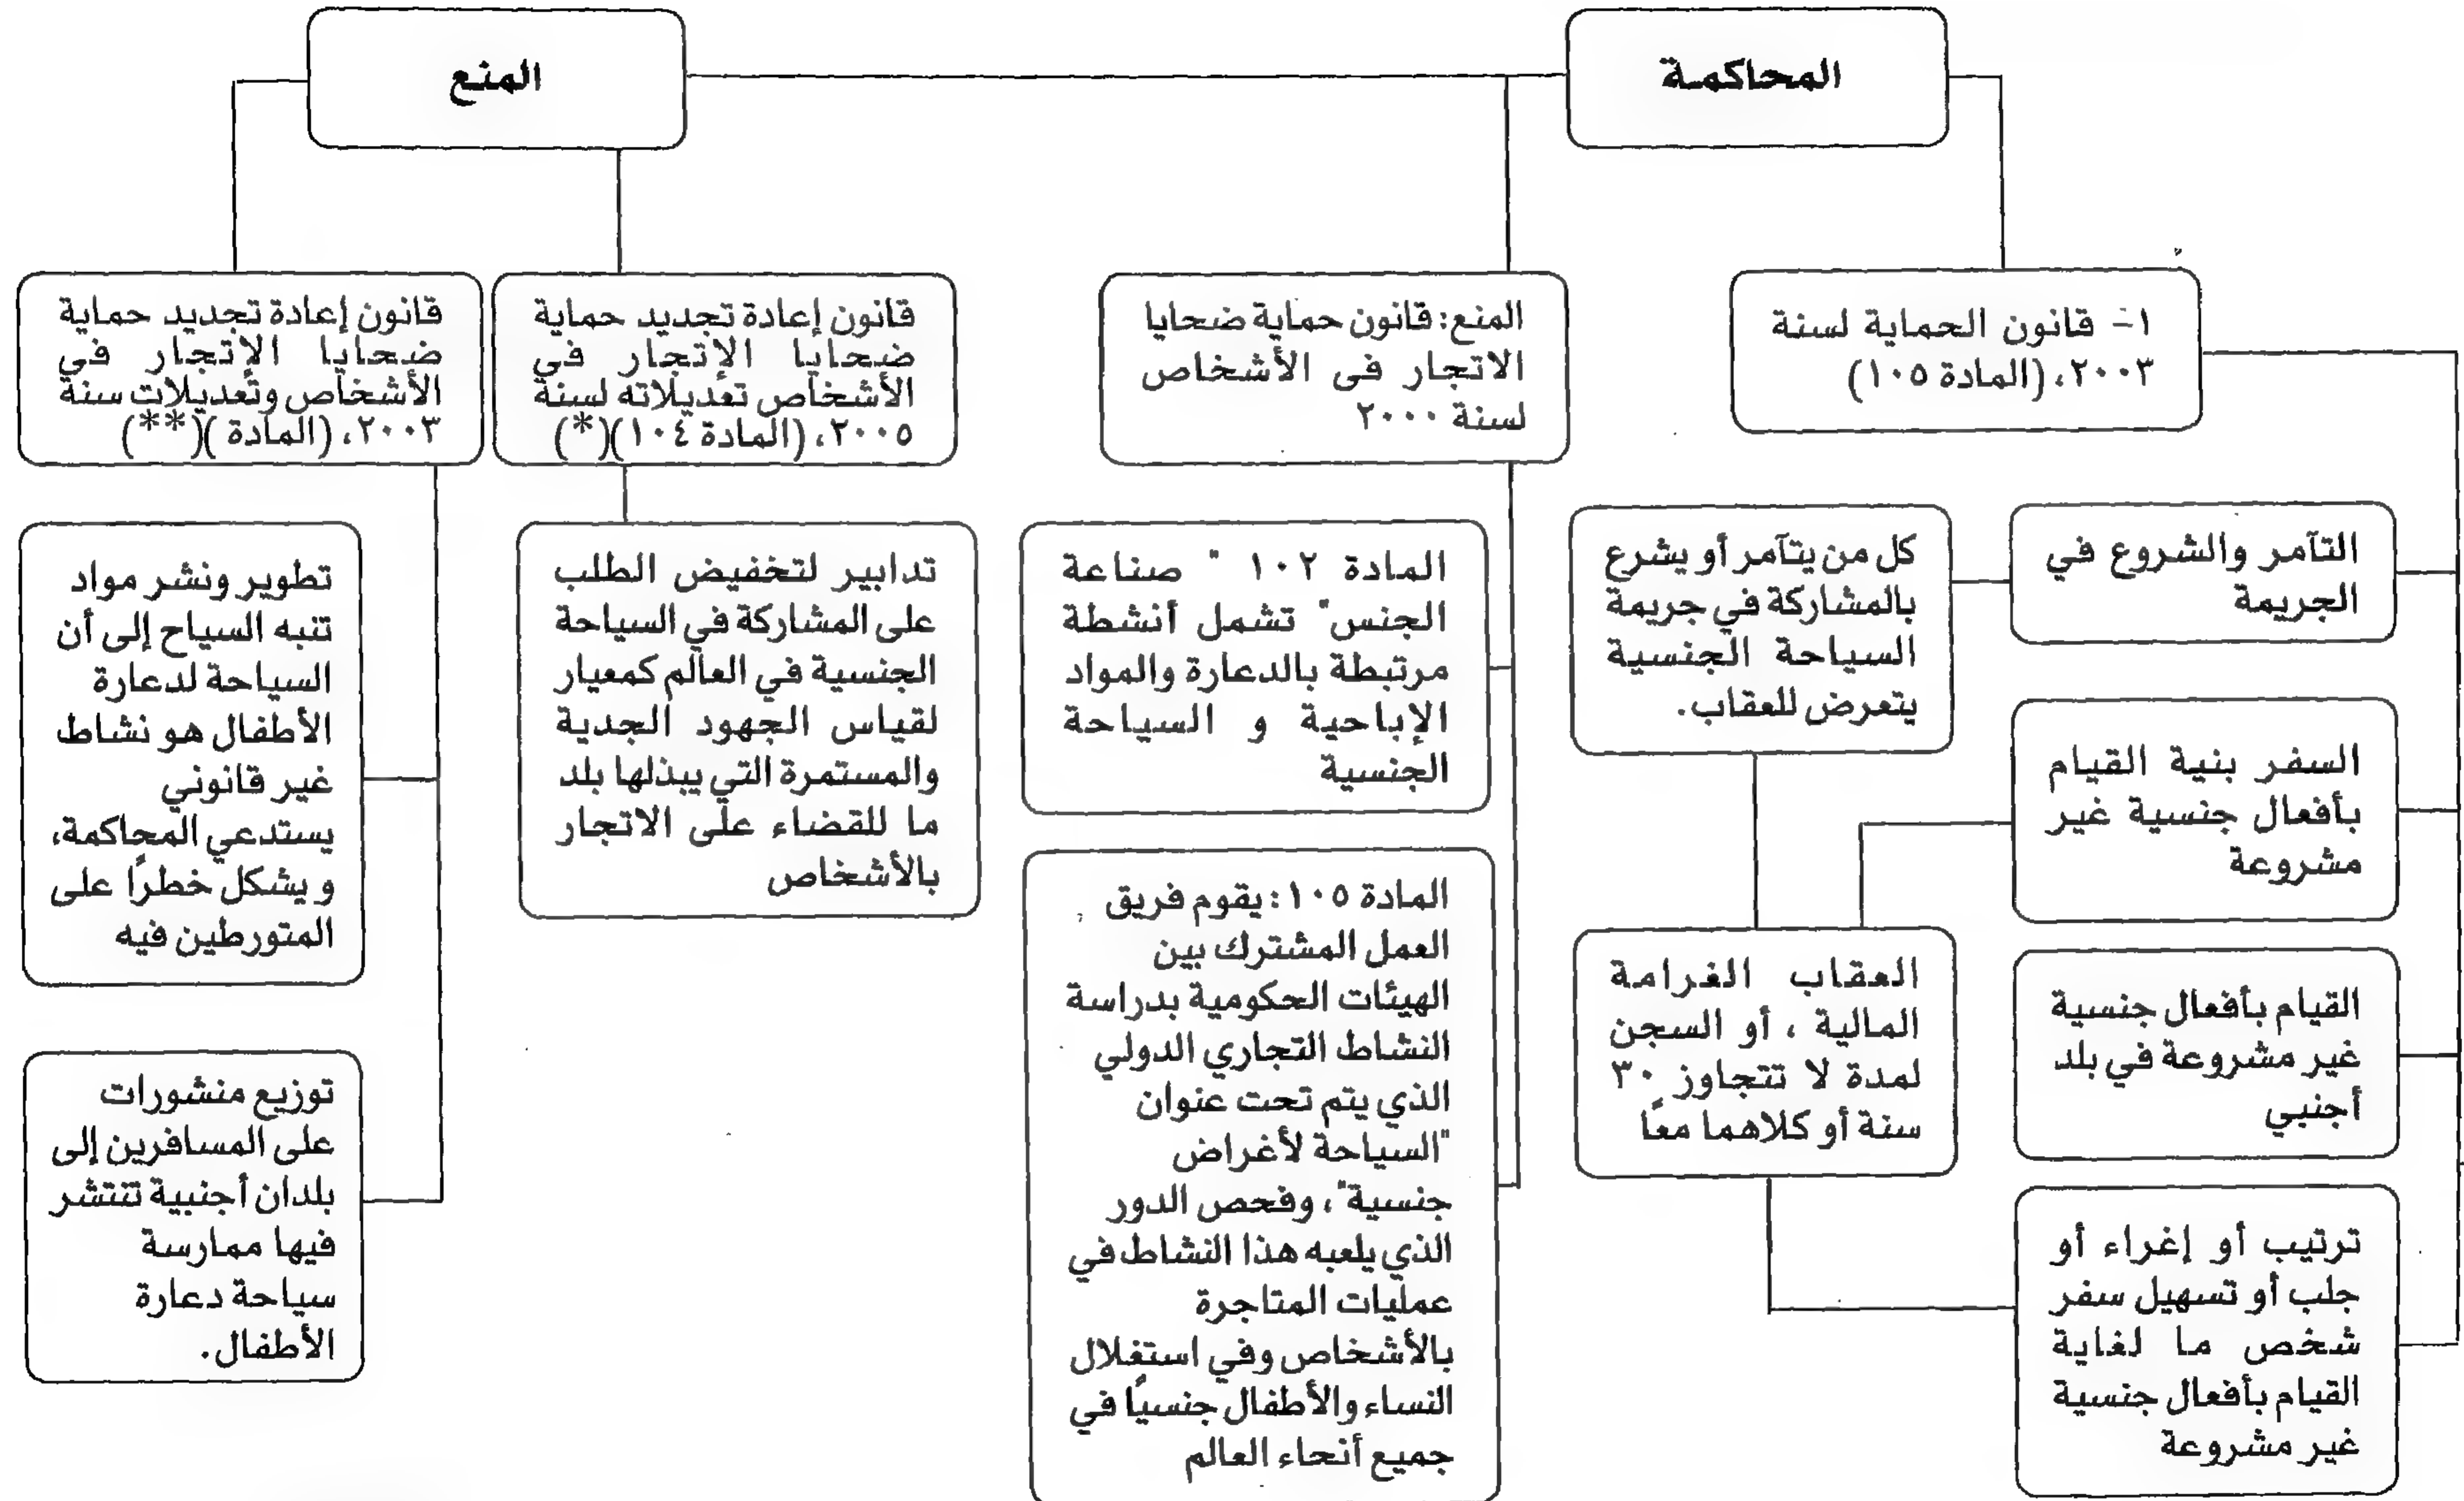 المحاكمة
المنع
١- قانون الحماية لسنة
٢٠٠٣، (المادة ١٠٥)
التآمر والشروع في
الجريمة
كل من يتآمر أو يشرع
بالمشاركة في جريمة
السياحة الجنسية
يتعرض للعقاب.
السفر بنية القيام
بأفعال جنسية غير
مشروعة
القيام بأفعال جنسية
غير مشروعة في بلد
أجنبي
ترتيب أو إغراء أو
جلب أو تسهيل سفر
شخص ما لغاية
القيام بأفعال جنسية
غير مشروعة
العقاب الغرامة
المالية ، أو السجن
لمدة لا تتجاوز ٣٠
سنة أو كلاهما معًا
المنع: قانون حماية ضحايا
الاتجار فى الأشخاص
لسنة ٢٠٠٠
المادة ١٠٢ " صناعة
الجنس" تشمل أنشطة
مرتبطة بالدعارة والمواد
الإباحية و السياحة
الجنسية
المادة ١٠٥: يقوم فريق
العمل المشترك بين
الهيئات الحكومية بدراسة
النشاط التجاري الدولي
الذي يتم تحت عنوان
"السياحة لأغراض
جنسية"، وفحص الدور
الذي يلعبه هذا النشاط في
عمليات المتاجرة
بالأشخاص وفي استغلال
النساء والأطفال جنسيًا في
جميع أنحاء العالم
قانون إعادة تجديد حماية
ضحايا الإتجار في
الأشخاص تعديلاته لسنة
٢٠٠٥، (المادة ١٠٤)(*)
تدابير لتخفيض الطلب
على المشاركة في السياحة
الجنسية في العالم كمعيار
لقياس الجهود الجدية
والمستمرة التي يبذلها بلد
ما للقضاء على الاتجار
بالأشخاص
قانون إعادة تجديد حماية
ضحايا الإتجار في
الأشخاص وتعديلات سنة
٢٠٠٣، (المادة )(**)
تطوير ونشر مواد
تنبه السياح إلى أن
السياحة لدعارة
الأطفال هو نشاط
غير قانوني
يستدعي المحاكمة،
و يشكل خطرًا على
المتورطين فيه
توزيع منشورات
على المسافرين إلى
بلدان أجنبية تنتشر
فيها ممارسة
سياحة دعارة
الأطفال.